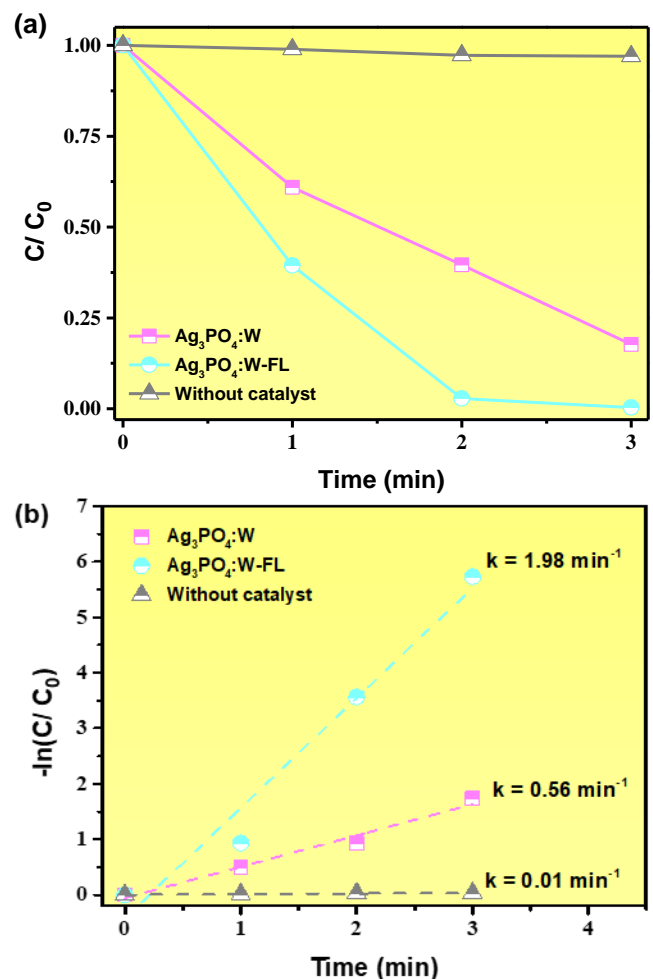 (a)
1.00
0.75
0.50
0.25
0.00
C/ C₀
Ag₃PO₄:W
Ag₃PO₄:W-FL
Without catalyst
0 1 2 3
Time (min)
(b)
7
6
5
4
3
2
1
0
-ln(C/ C₀)
Ag₃PO₄:W
Ag₃PO₄:W-FL
Without catalyst
k = 1.98 min⁻¹
k = 0.56 min⁻¹
k = 0.01 min⁻¹
0 1 2 3 4
Time (min)